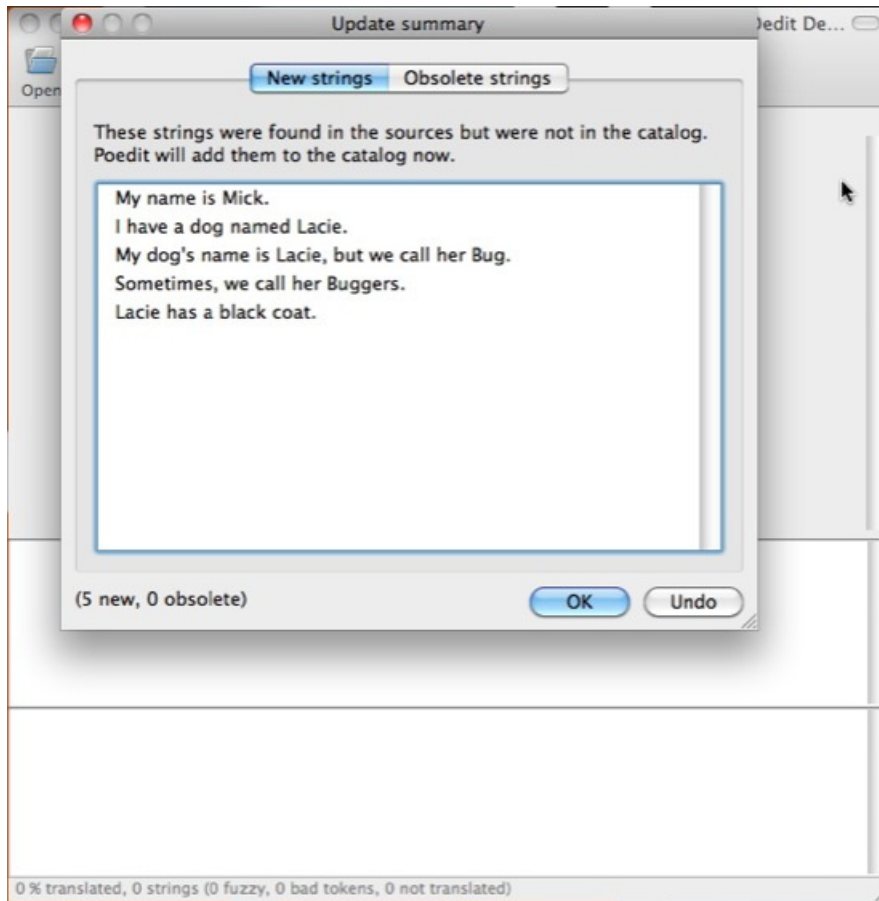 Update summary
edit De...
Open
New strings Obsolete strings
These strings were found in the sources but were not in the catalog.
Poedit will add them to the catalog now.
My name is Mick.
I have a dog named Lacie.
My dog's name is Lacie, but we call her Bug.
Sometimes, we call her Buggers.
Lacie has a black coat.
(5 new, 0 obsolete)
OK Undo
0 % translated, 0 strings (0 fuzzy, 0 bad tokens, 0 not translated)